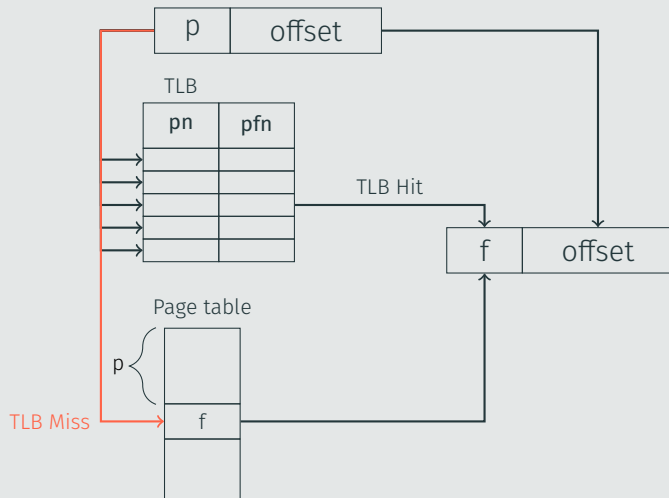 p offset
TLB
pn pfn
TLB Hit
f offset
Page table
p
TLB Miss f